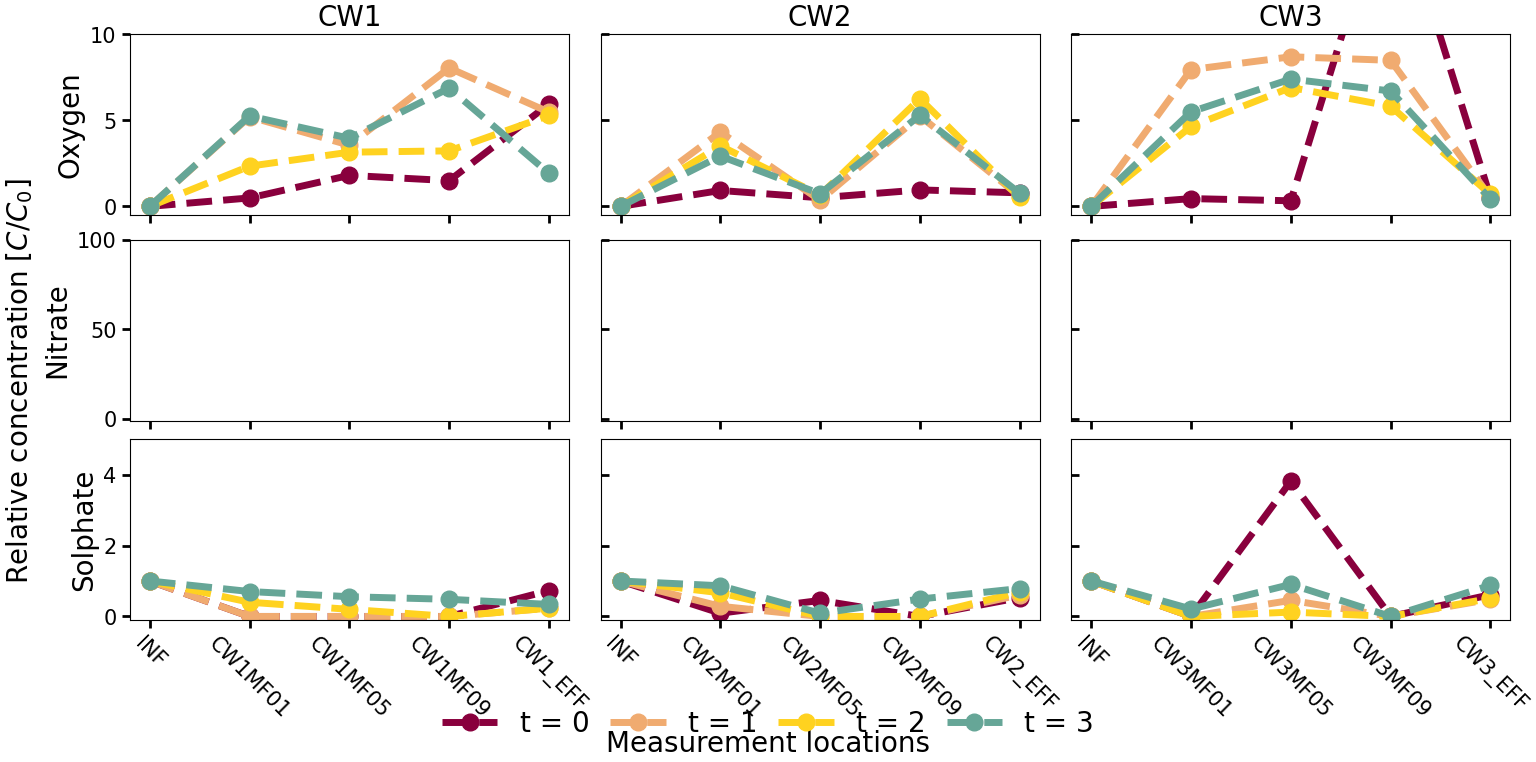 CW1
CW2
CW3
Relative concentration [C/C₀]
Oxygen
10
5
0
Nitrate
100
50
0
Solphate
4
2
0
INF
CW1MF01
CW1MF05
CW1MF09
CW1_EFF
INF
CW2MF01
CW2MF05
CW2MF09
CW2_EFF
INF
CW3MF01
CW3MF05
CW3MF09
CW3_EFF
t = 0 t = 1 t = 2 t = 3
Measurement locations